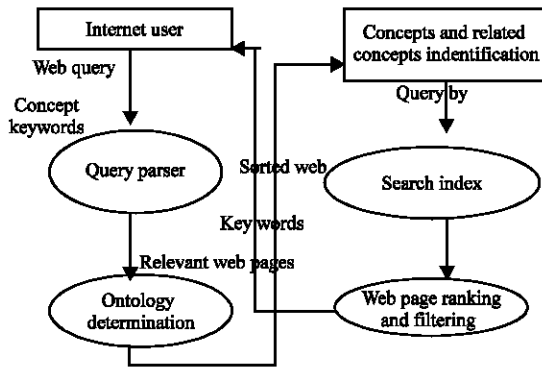 Internet user
Concepts and related
concepts indentification
Web query
Query by
Concept
keywords
Query parser
Sorted web
Search index
Key words
Relevant web pages
Ontology
determination
Web page ranking
and filtering